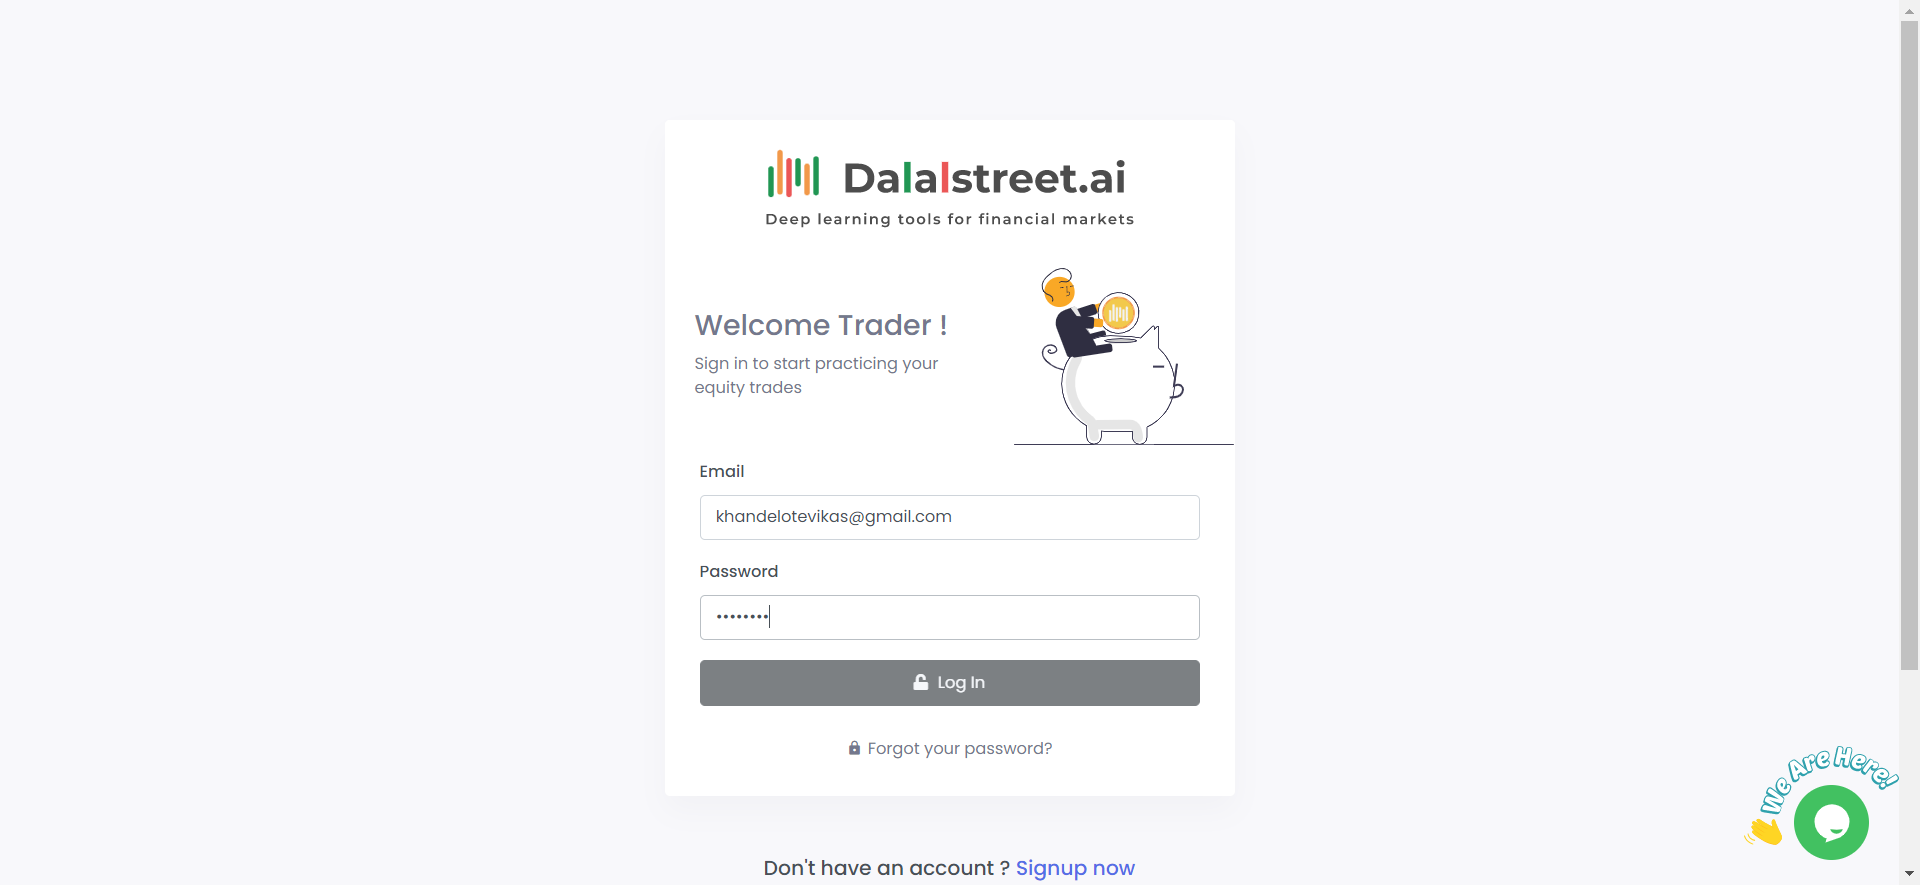 Dalalstreet.ai
Deep learning tools for financial markets
Welcome Trader !
Sign in to start practicing your
equity trades
Email
khandelotevikas@gmail.com
Password
••••••••
Log In
Forgot your password?
We Are Here!
Don't have an account ? Signup now